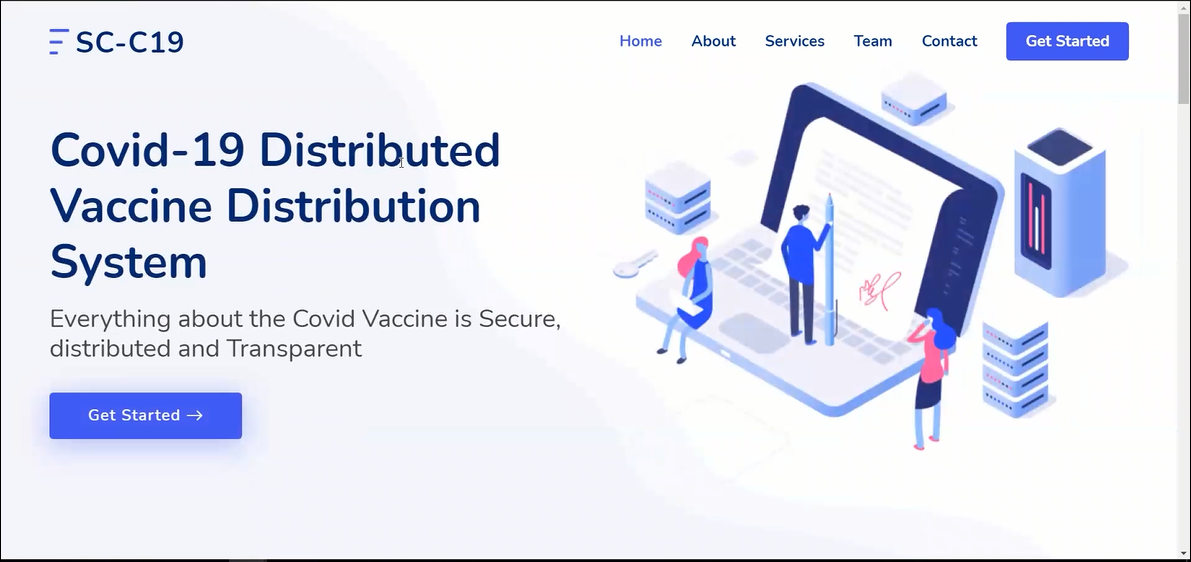 SC-C19
Home About Services Team Contact Get Started
Covid-19 Distributed
Vaccine Distribution
System
Everything about the Covid Vaccine is Secure,
distributed and Transparent
Get Started →